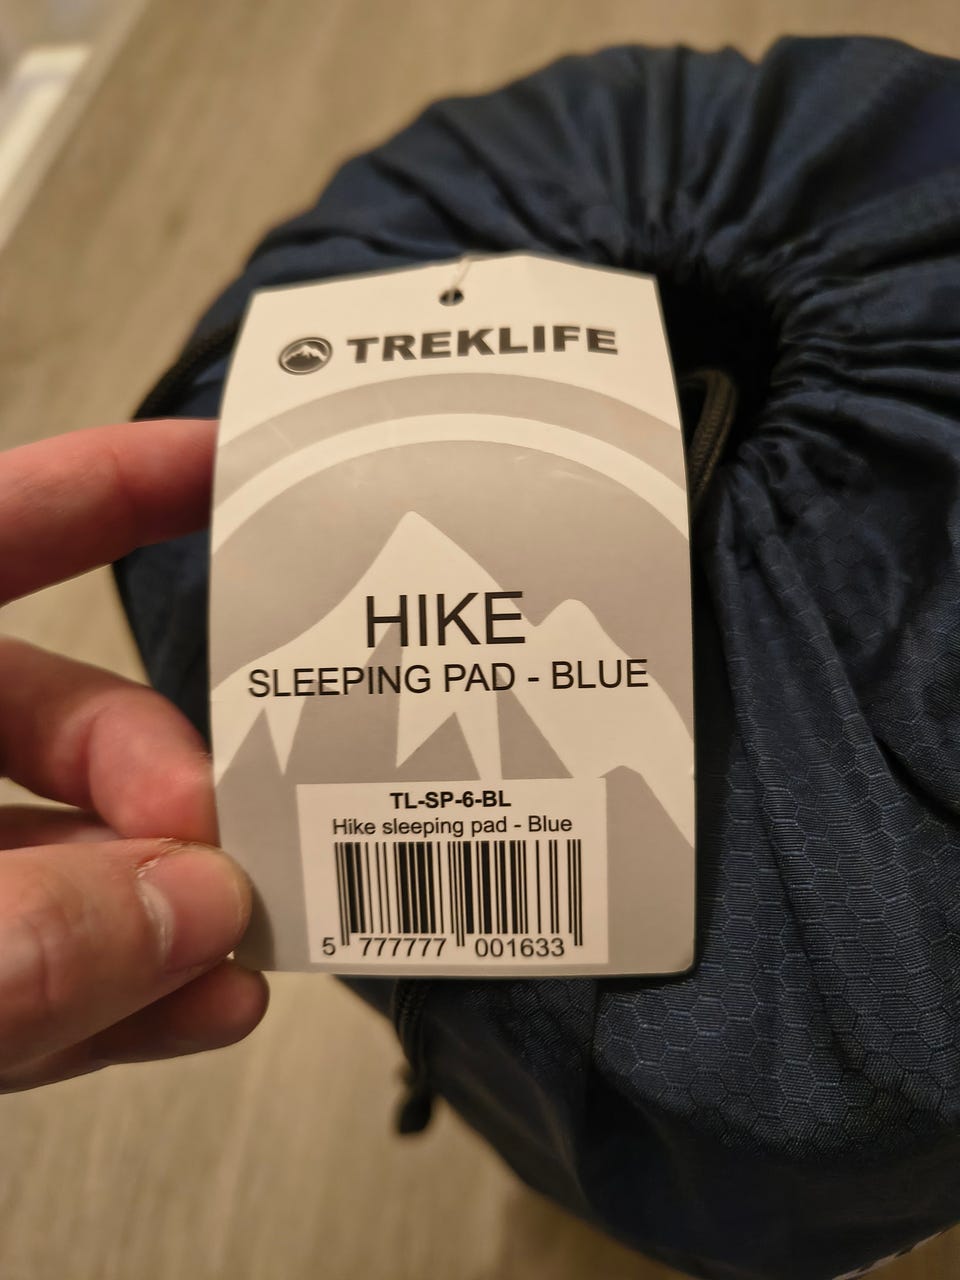 TREKLIFE
HIKE
SLEEPING PAD - BLUE
TL-SP-6-BL
Hike sleeping pad - Blue
5 777777 001633